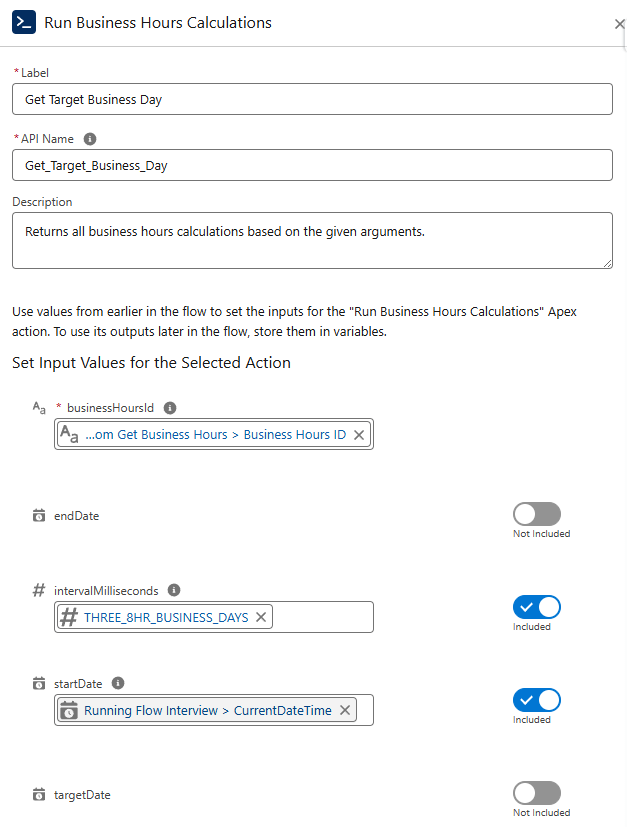 Run Business Hours Calculations
* Label
Get Target Business Day
* API Name
Get_Target_Business_Day
Description
Returns all business hours calculations based on the given arguments.
Use values from earlier in the flow to set the inputs for the "Run Business Hours Calculations" Apex
action. To use its outputs later in the flow, store them in variables.
Set Input Values for the Selected Action
Aa * businessHoursId
Aa ...om Get Business Hours > Business Hours ID
endDate
Not Included
# intervalMilliseconds
# THREE_8HR_BUSINESS_DAYS
Included
startDate
Running Flow Interview > CurrentDateTime
Included
targetDate
Not Included